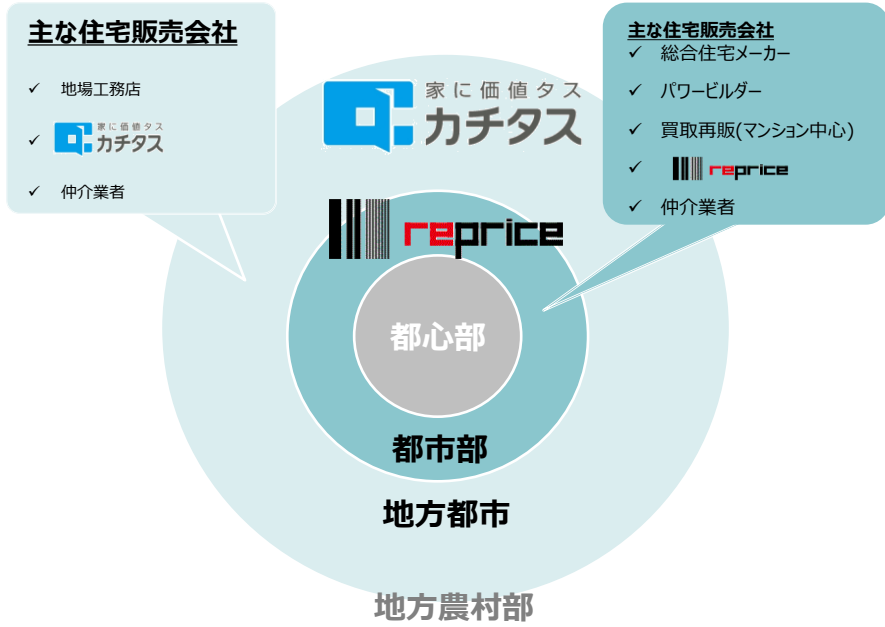 主な住宅販売会社
✓ 地場工務店
✓ 家に価値タス
カチタス
✓ 仲介業者
主な住宅販売会社
✓ 総合住宅メーカー
✓ パワービルダー
✓ 買取再販(マンション中心)
✓ reprice
✓ 仲介業者
家に価値タス
カチタス
reprice
都心部
都市部
地方都市
地方農村部